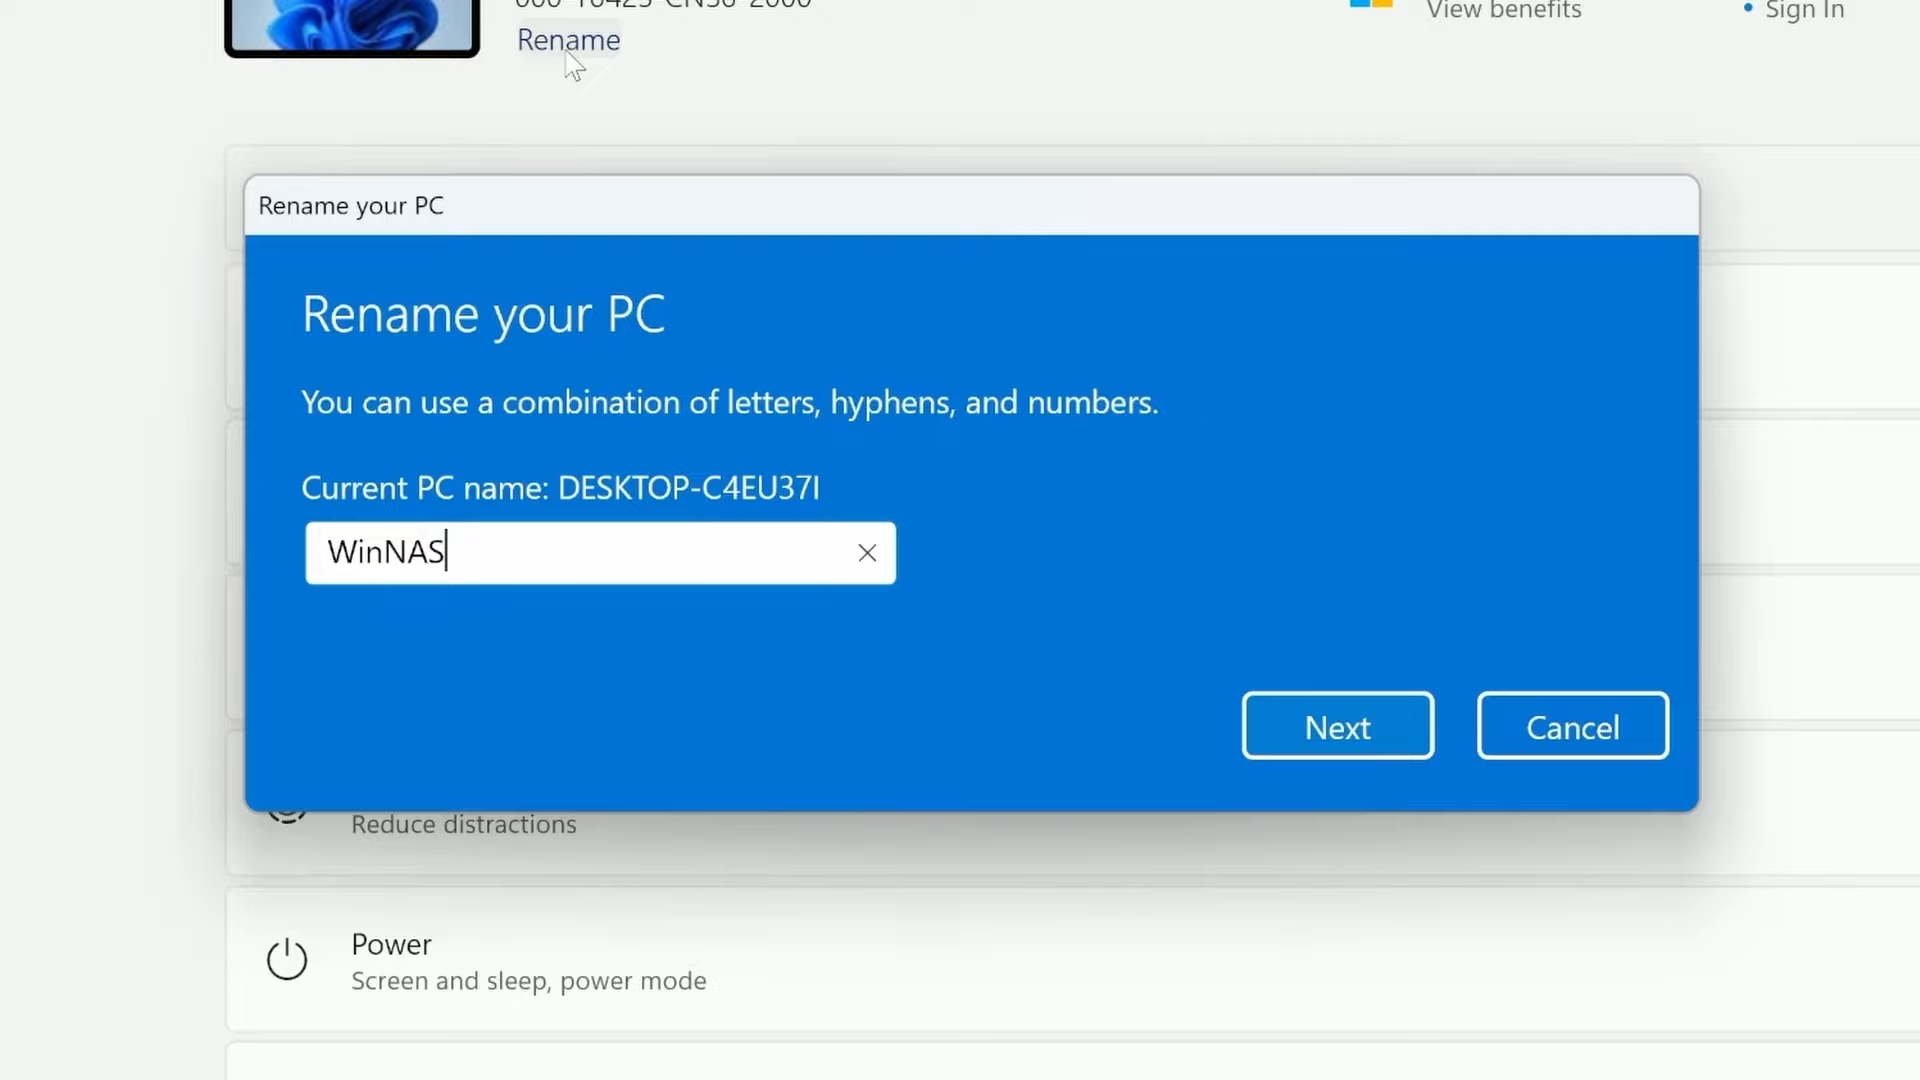 View benefits
• Sign In
Rename
Rename your PC
Rename your PC
You can use a combination of letters, hyphens, and numbers.
Current PC name: DESKTOP-C4EU37I
WinNAS
Next
Cancel
Reduce distractions
Power
Screen and sleep, power mode